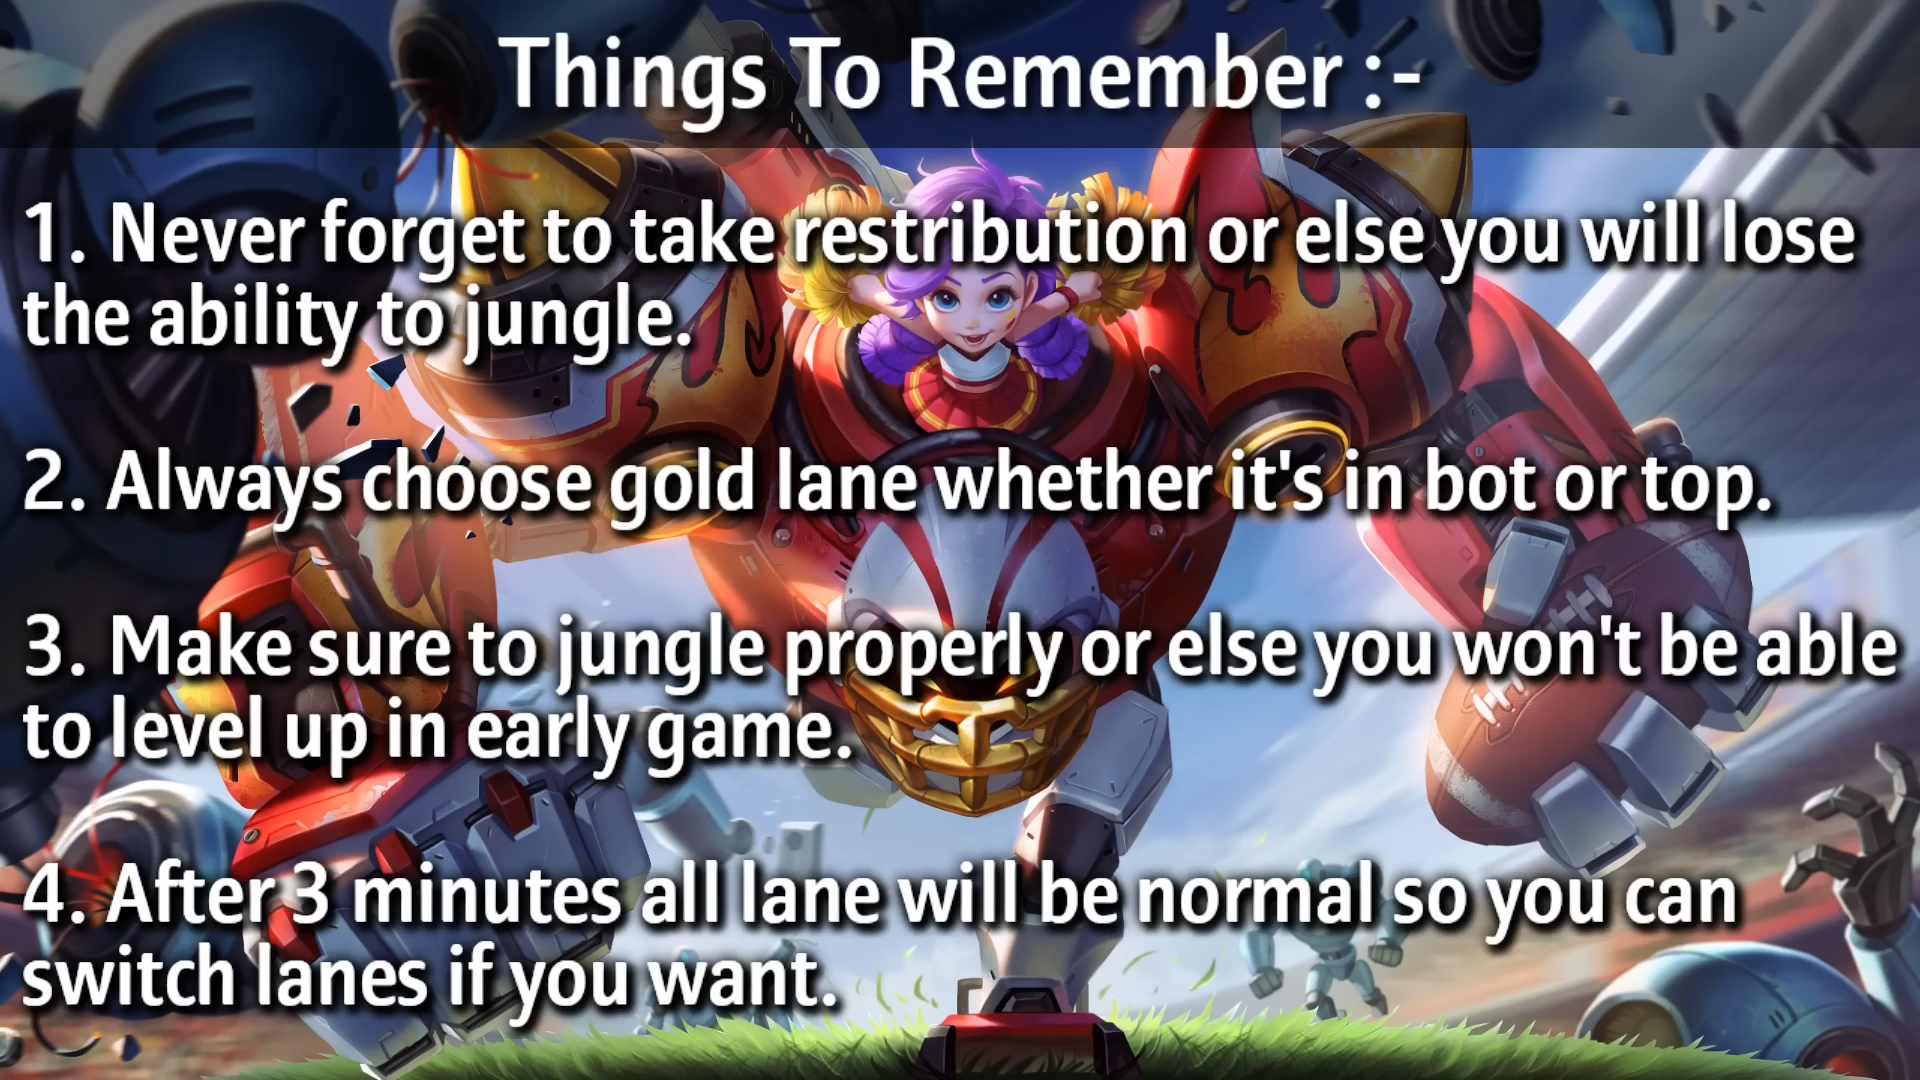 Things To Remember :-
1. Never forget to take restribution or else you will lose
the ability to jungle.
2. Always choose gold lane whether it's in bot or top.
3. Make sure to jungle properly or else you won't be able
to level up in early game.
4. After 3 minutes all lane will be normal so you can
switch lanes if you want.